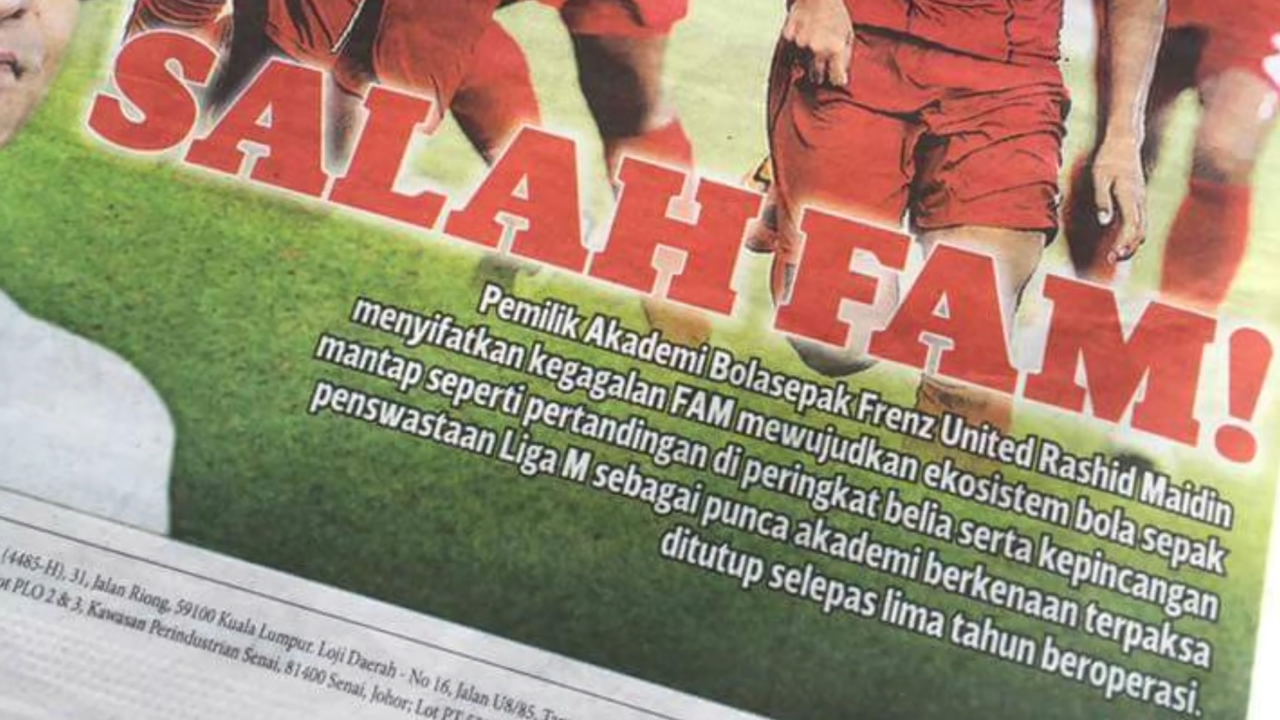 SALAH FAM!
Pemilik Akademi Bolasepak Frenz United Rashid Maidin
menyifatkan kegagalan FAM mewujudkan ekosistem bola sepak
mantap seperti pertandingan di peringkat belia serta kepincangan
penswastaan Liga M sebagai punca akademi berkenaan terpaksa
ditutup selepas lima tahun beroperasi.
(4485-H), 31, Jalan Riong, 59100 Kuala Lumpur. Loji Daerah - No 16, Jalan U8/85,
PLO 2 & 3, Kawasan Perindustrian Senai, 81400 Senai, Johor; Lot PT